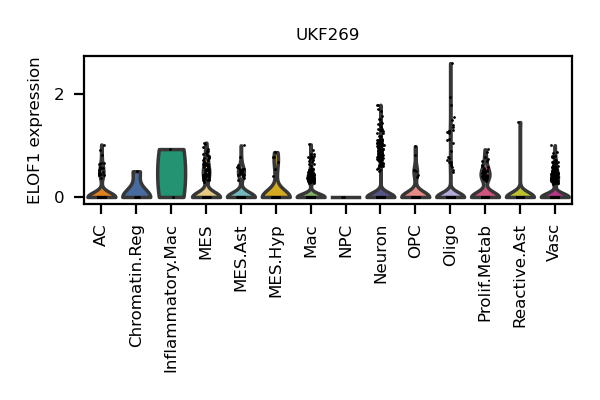 UKF269
ELOF1 expression
2
0
AC
Chromatin.Reg
Inflammatory.Mac
MES
MES.Ast
MES.Hyp
Mac
NPC
Neuron
OPC
Oligo
Prolif.Metab
Reactive.Ast
Vasc